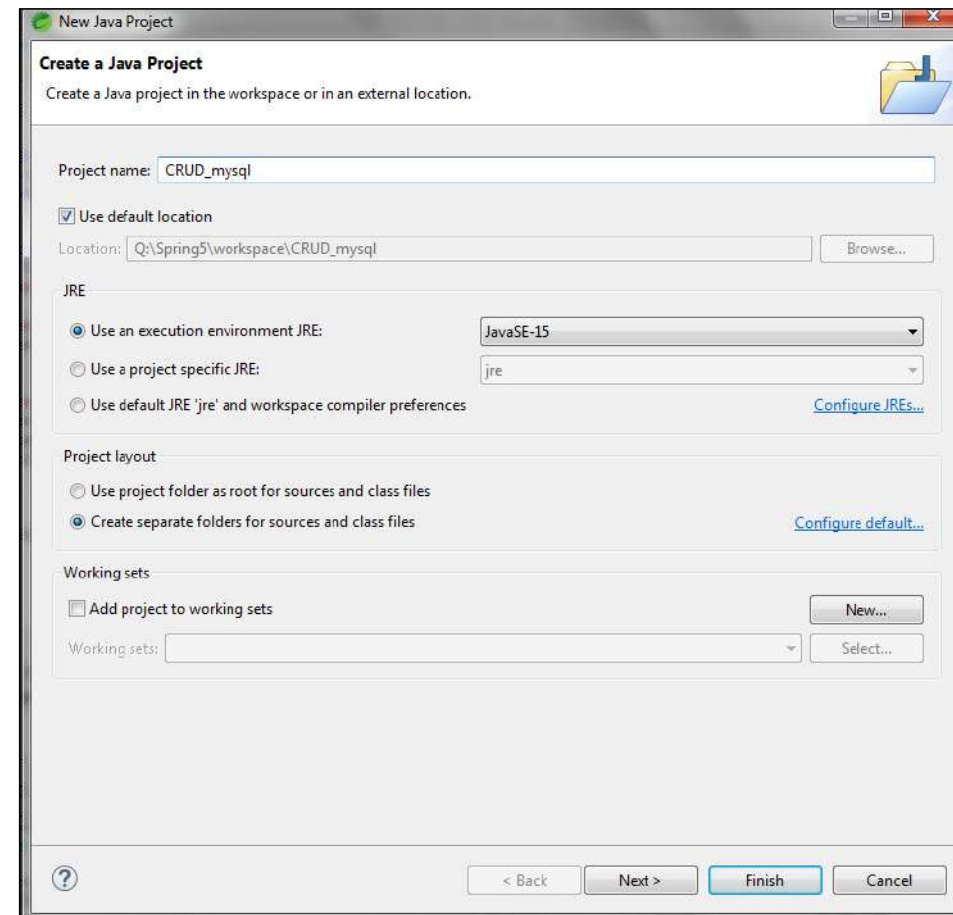 New Java Project
Create a Java Project
Create a Java project in the workspace or in an external location.
Project name: CRUD_mysql
Use default location
Location: Q:\Spring5\workspace\CRUD_mysql Browse...
JRE
Use an execution environment JRE: JavaSE-15
Use a project specific JRE: jre
Use default JRE 'jre' and workspace compiler preferences Configure JREs...
Project layout
Use project folder as root for sources and class files
Create separate folders for sources and class files Configure default...
Working sets
Add project to working sets New...
Working sets: Select...
? < Back Next > Finish Cancel